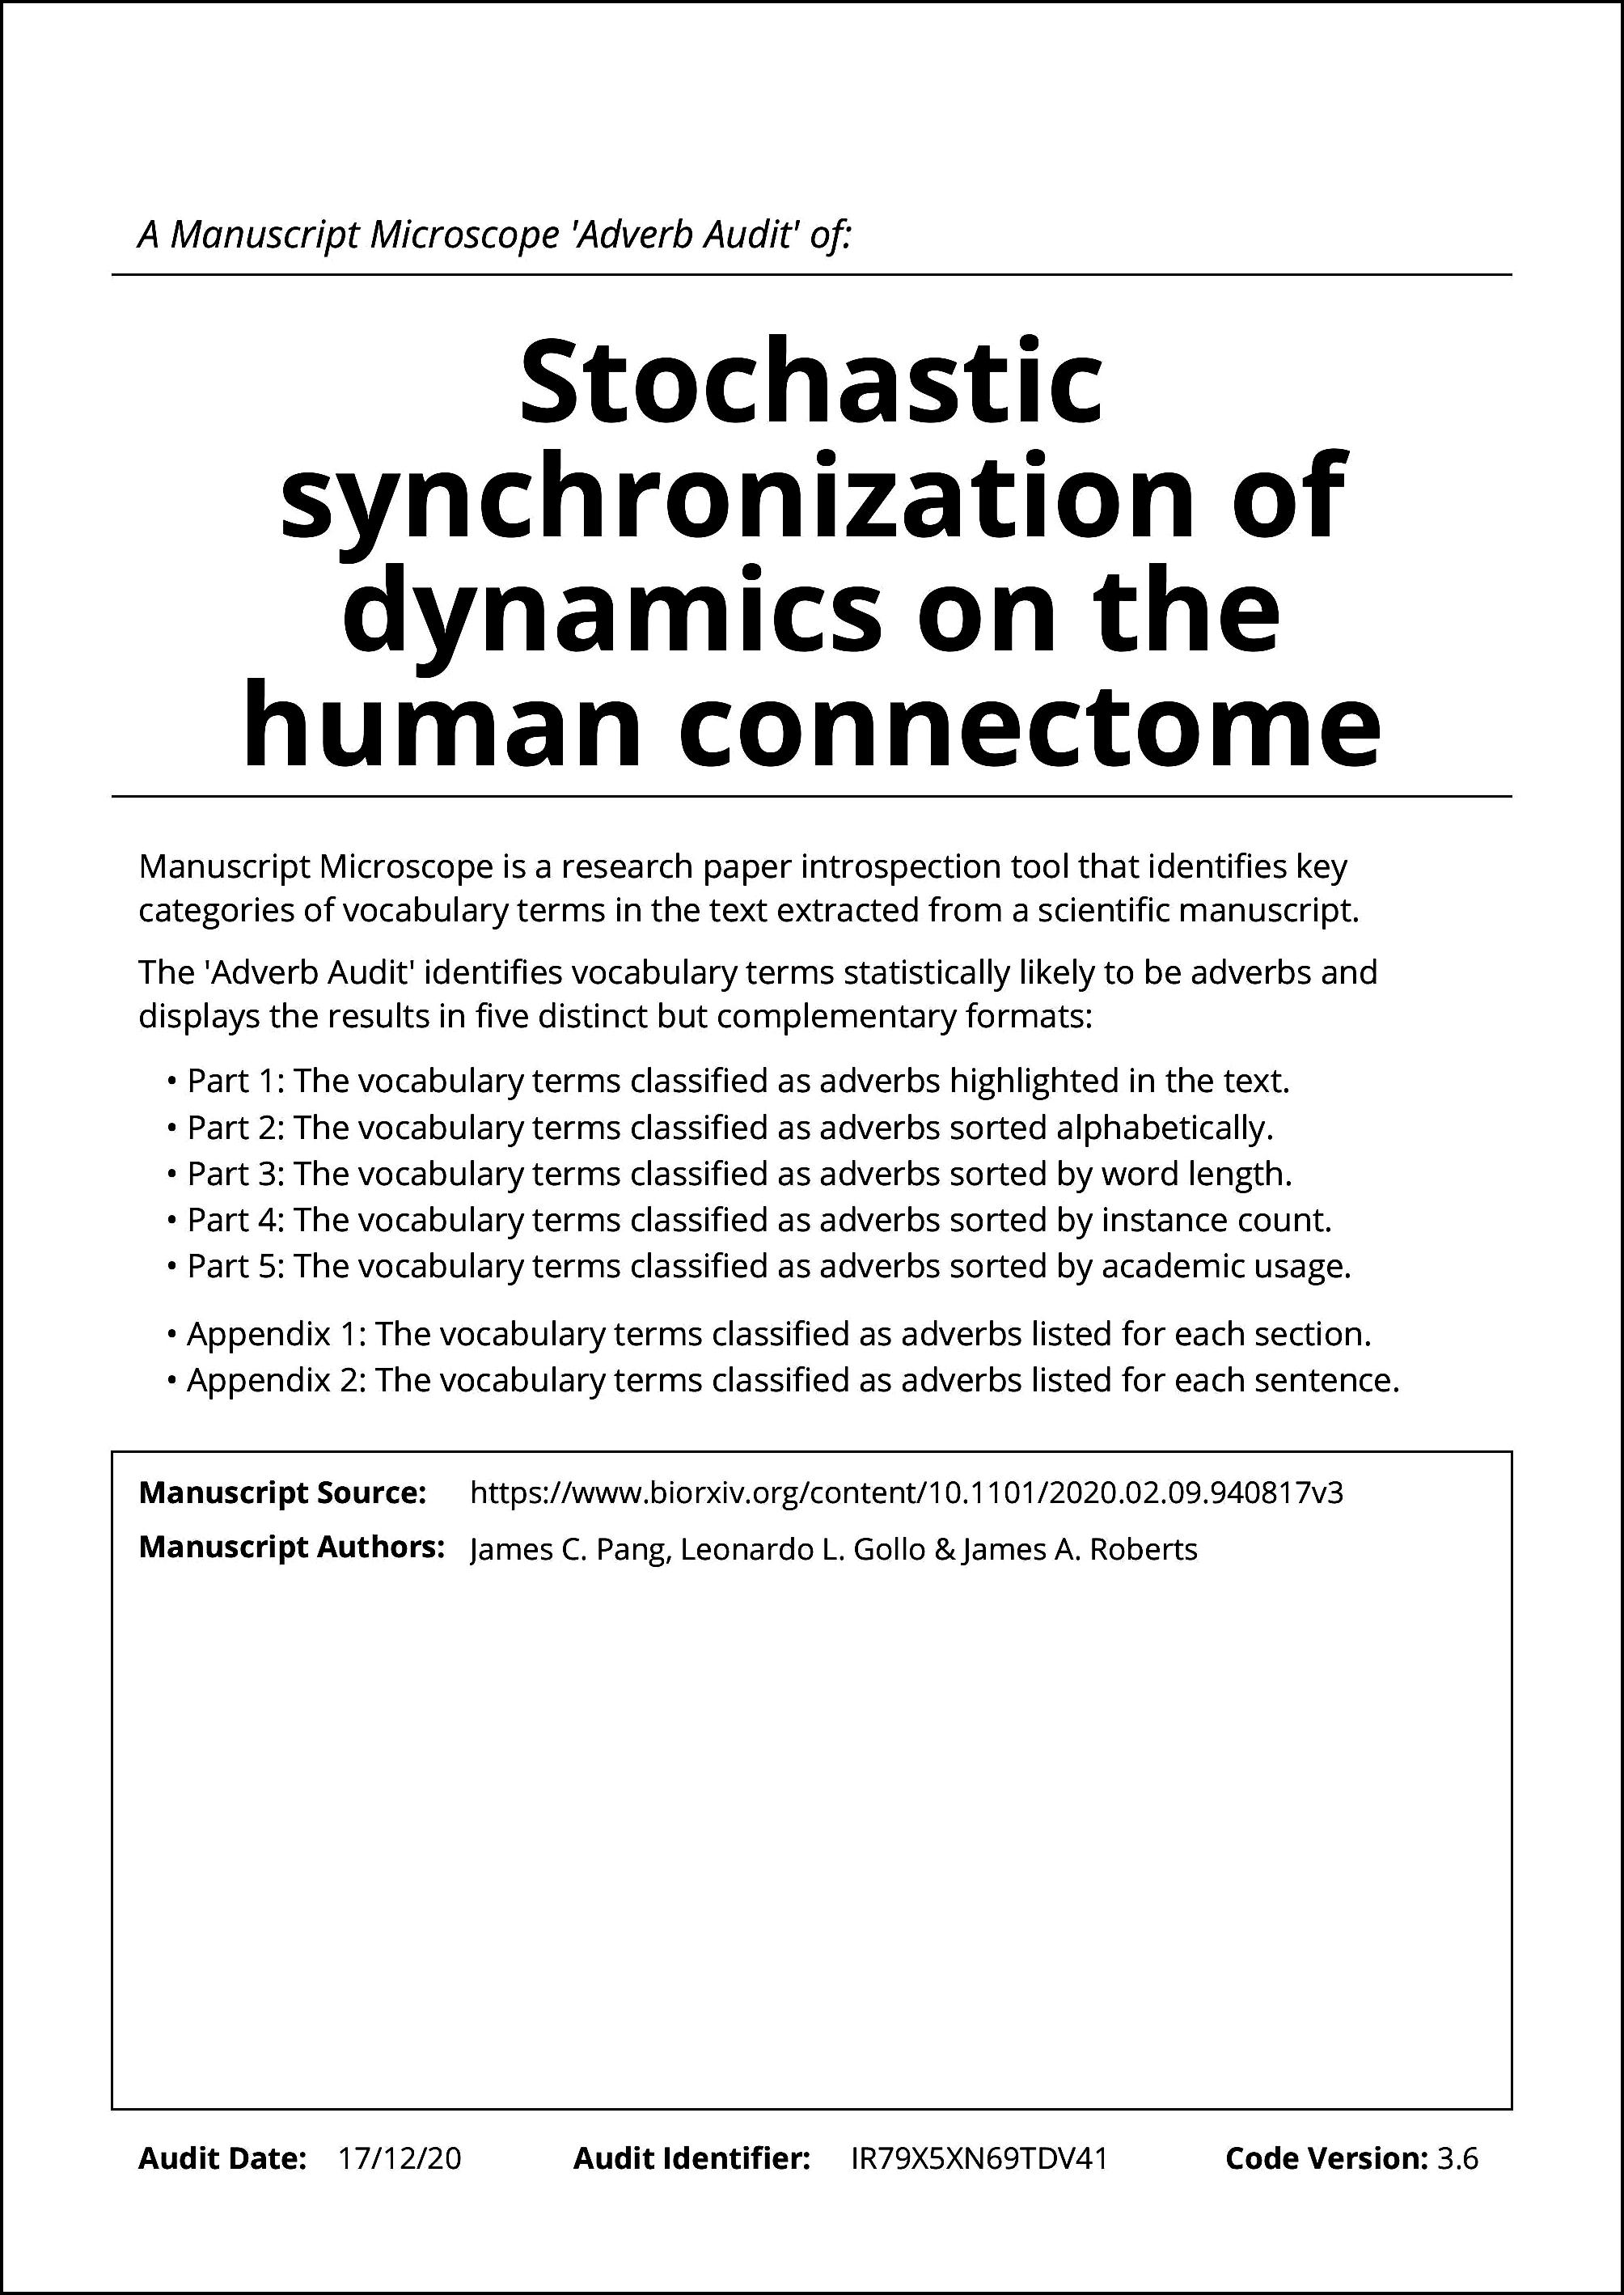 A Manuscript Microscope 'Adverb Audit' of:
Stochastic
synchronization of
dynamics on the
human connectome
Manuscript Microscope is a research paper introspection tool that identifies key
categories of vocabulary terms in the text extracted from a scientific manuscript.
The 'Adverb Audit' identifies vocabulary terms statistically likely to be adverbs and
displays the results in five distinct but complementary formats:
• Part 1: The vocabulary terms classified as adverbs highlighted in the text.
• Part 2: The vocabulary terms classified as adverbs sorted alphabetically.
• Part 3: The vocabulary terms classified as adverbs sorted by word length.
• Part 4: The vocabulary terms classified as adverbs sorted by instance count.
• Part 5: The vocabulary terms classified as adverbs sorted by academic usage.
• Appendix 1: The vocabulary terms classified as adverbs listed for each section.
• Appendix 2: The vocabulary terms classified as adverbs listed for each sentence.
Manuscript Source: https://www.biorxiv.org/content/10.1101/2020.02.09.940817v3
Manuscript Authors: James C. Pang, Leonardo L. Gollo & James A. Roberts
Audit Date: 17/12/20 Audit Identifier: IR79X5XN69TDV41 Code Version: 3.6